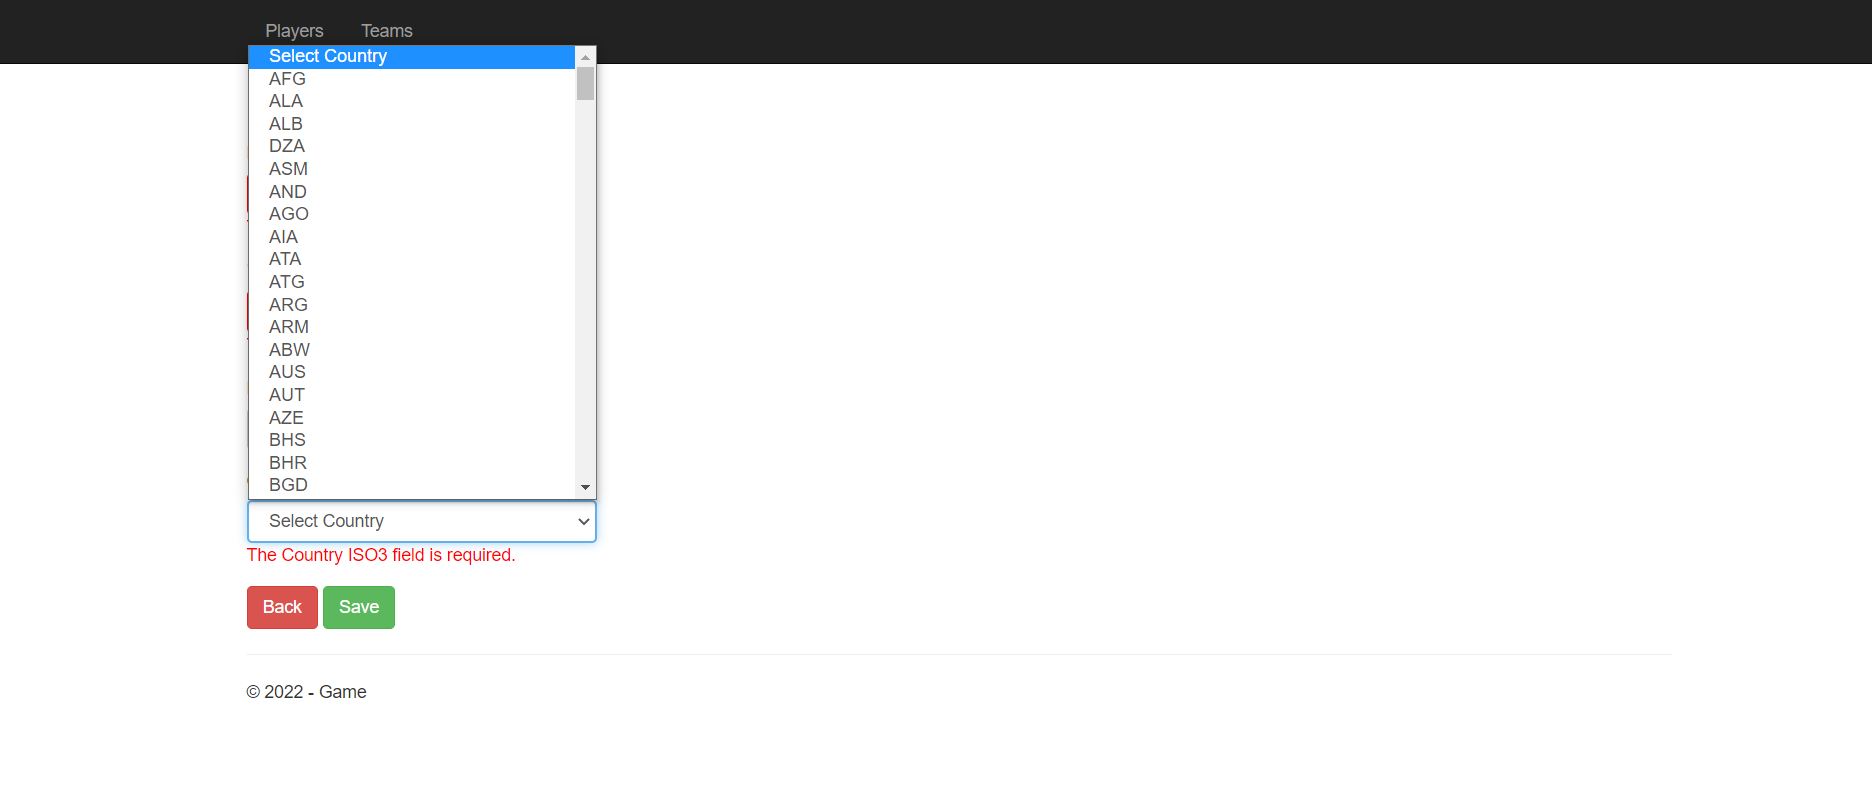 Players Teams
Select Country
AFG
ALA
ALB
DZA
ASM
AND
AGO
AIA
ATA
ATG
ARG
ARM
ABW
AUS
AUT
AZE
BHS
BHR
BGD
Select Country
The Country ISO3 field is required.
Back Save
© 2022 - Game